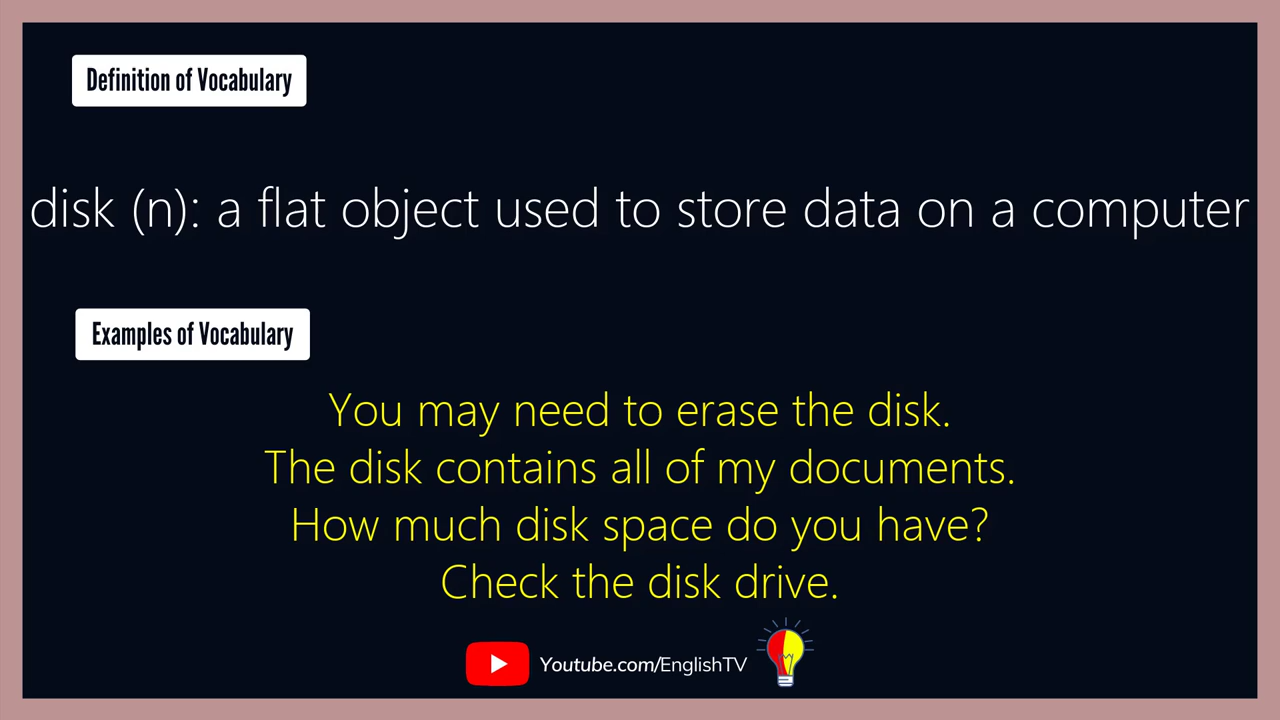 Definition of Vocabulary
disk (n): a flat object used to store data on a computer
Examples of Vocabulary
You may need to erase the disk.
The disk contains all of my documents.
How much disk space do you have?
Check the disk drive.
Youtube.com/EnglishTV